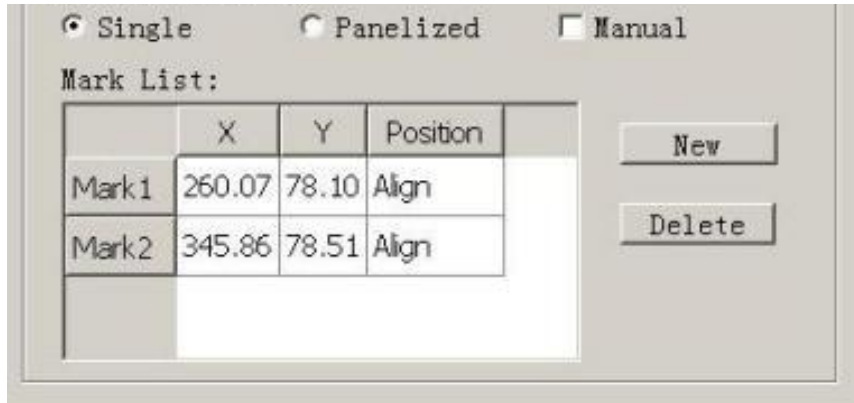 Single Panelized Manual
Mark List:
X Y Position
Mark1 260.07 78.10 Align
Mark2 345.86 78.51 Align
New
Delete